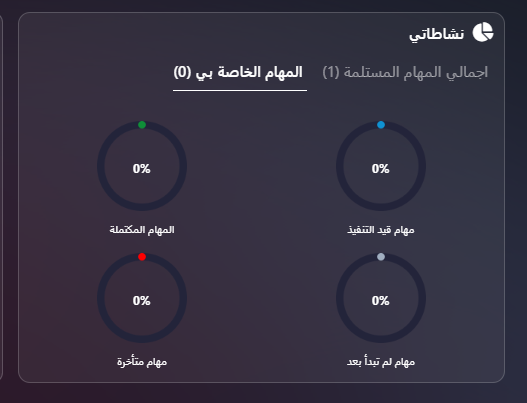 نشاطاتي
اجمالي المهام المستلمة (1)
المهام الخاصة بي (0)
0%
0%
مهام قيد التنفيذ
المهام المكتملة
0%
0%
مهام لم تبدأ بعد
مهام متأخرة